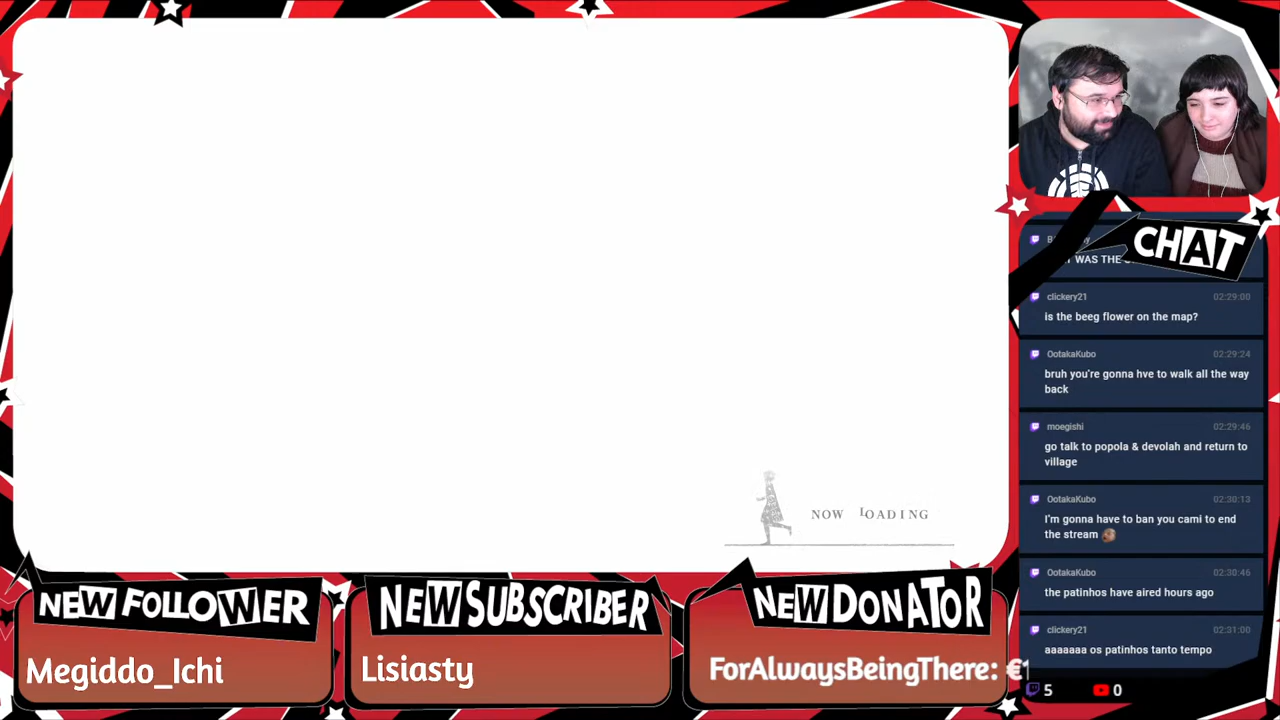 CHAT
WAS THE
clickery21 02:29:00
is the beeg flower on the map?
OotakaKubo 02:29:24
bruh you're gonna hve to walk all the way
back
moegishi 02:29:46
go talk to popola & devolah and return to
village
OotakaKubo 02:30:13
I'm gonna have to ban you cami to end
the stream
OotakaKubo 02:30:46
the patinhos have aired hours ago
clickery21 02:31:00
aaaaaaa os patinhos tanto tempo
5 0
NOW LOADING
NEW FOLLOWER
Megiddo_Ichi
NEW SUBSCRIBER
Lisiasty
NEW DONATOR
ForAlwaysBeingThere: €1